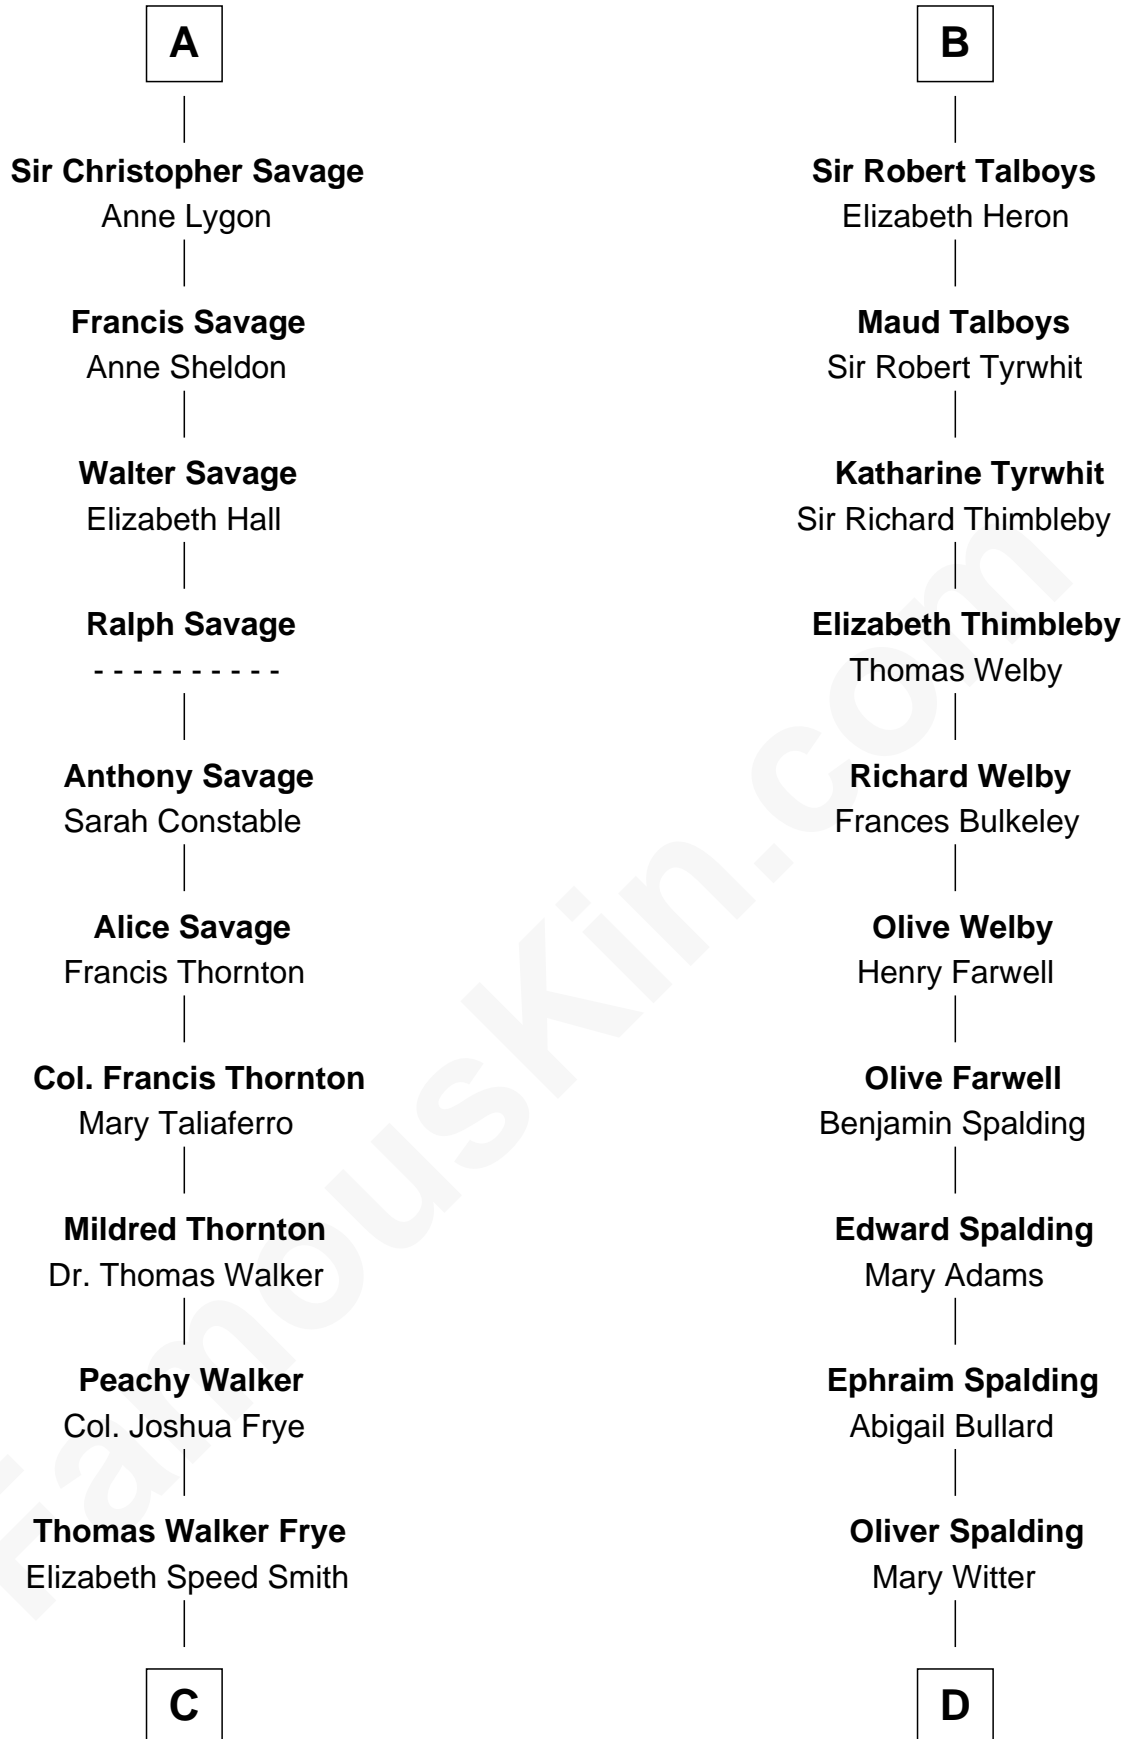 A
Sir Christopher Savage
Anne Lygon
Francis Savage
Anne Sheldon
Walter Savage
Elizabeth Hall
Ralph Savage
- - - - - - - - - -
Anthony Savage
Sarah Constable
Alice Savage
Francis Thornton
Col. Francis Thornton
Mary Taliaferro
Mildred Thornton
Dr. Thomas Walker
Peachy Walker
Col. Joshua Frye
Thomas Walker Frye
Elizabeth Speed Smith
C
B
Sir Robert Talboys
Elizabeth Heron
Maud Talboys
Sir Robert Tyrwhit
Katharine Tyrwhit
Sir Richard Thimbleby
Elizabeth Thimbleby
Thomas Welby
Richard Welby
Frances Bulkeley
Olive Welby
Henry Farwell
Olive Farwell
Benjamin Spalding
Edward Spalding
Mary Adams
Ephraim Spalding
Abigail Bullard
Oliver Spalding
Mary Witter
D
FamousKin.com